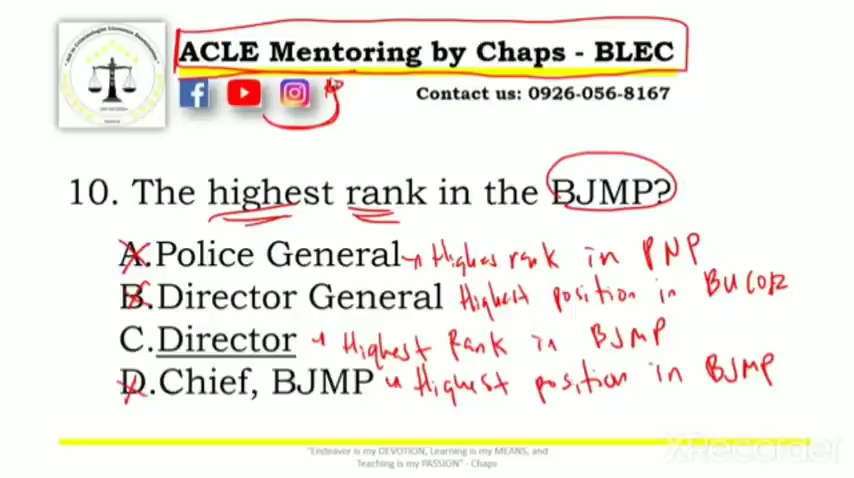 ACLE Mentoring by Chaps - BLEC
Contact us: 0926-056-8167
10. The highest rank in the BJMP?
A. Police General Highes rank in PNP
B. Director General Highest position in BUCOR
C. Director Highest Rank in BJMP
D. Chief, BJMP Highest position in BJMP
"Endeavor is my DEVOTION, Learning is my MEANS, and
Teaching is my PASSION" - Chaps
XRecorder